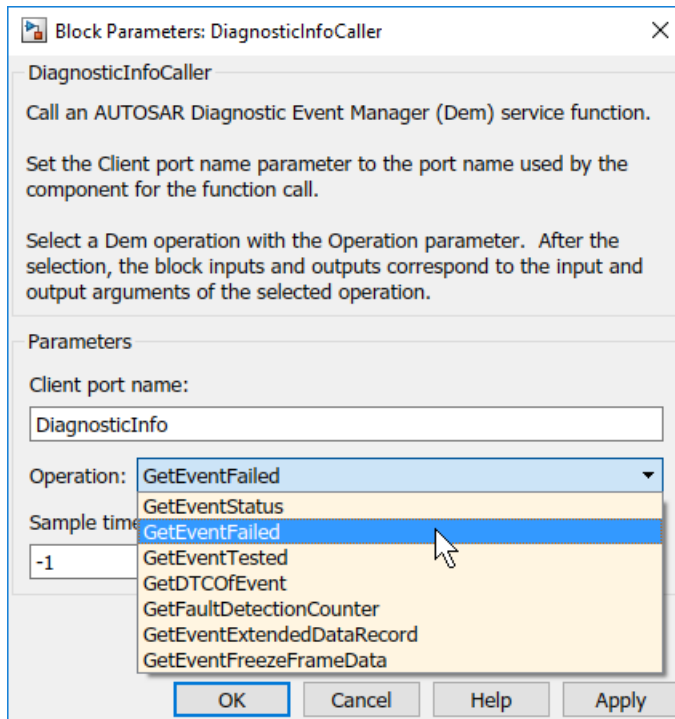 Block Parameters: DiagnosticInfoCaller
DiagnosticInfoCaller
Call an AUTOSAR Diagnostic Event Manager (Dem) service function.
Set the Client port name parameter to the port name used by the
component for the function call.
Select a Dem operation with the Operation parameter.  After the
selection, the block inputs and outputs correspond to the input and
output arguments of the selected operation.
Parameters
Client port name:
DiagnosticInfo
Operation: GetEventFailed
GetEventStatus
Sample time
GetEventFailed
GetEventTested
-1
GetDTCOfEvent
GetFaultDetectionCounter
GetEventExtendedDataRecord
GetEventFreezeFrameData
OK Cancel Help Apply